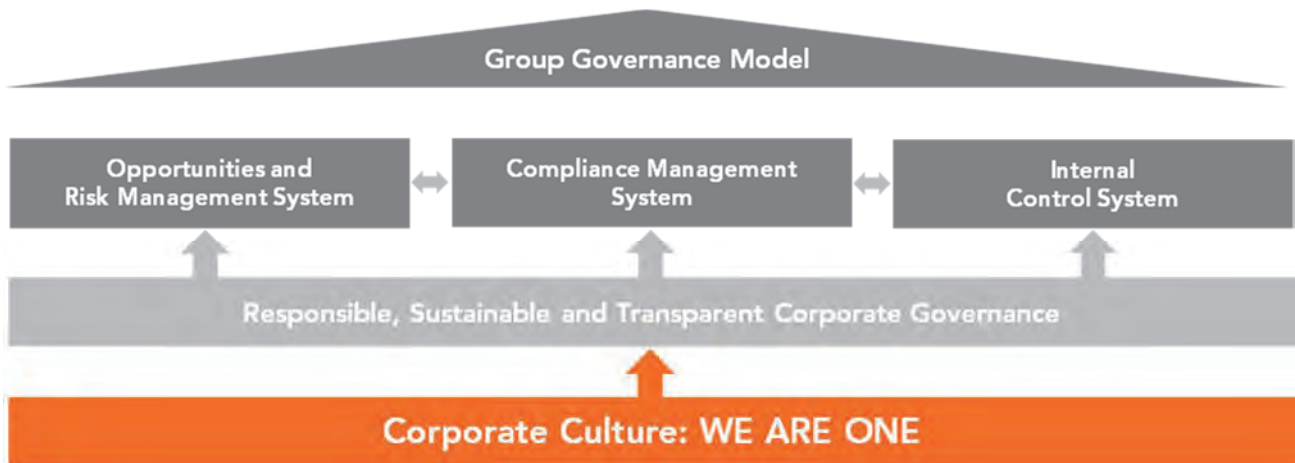 Group Governance Model
Opportunities and
Risk Management System
Compliance Management
System
Internal
Control System
Responsible, Sustainable and Transparent Corporate Governance
Corporate Culture: WE ARE ONE